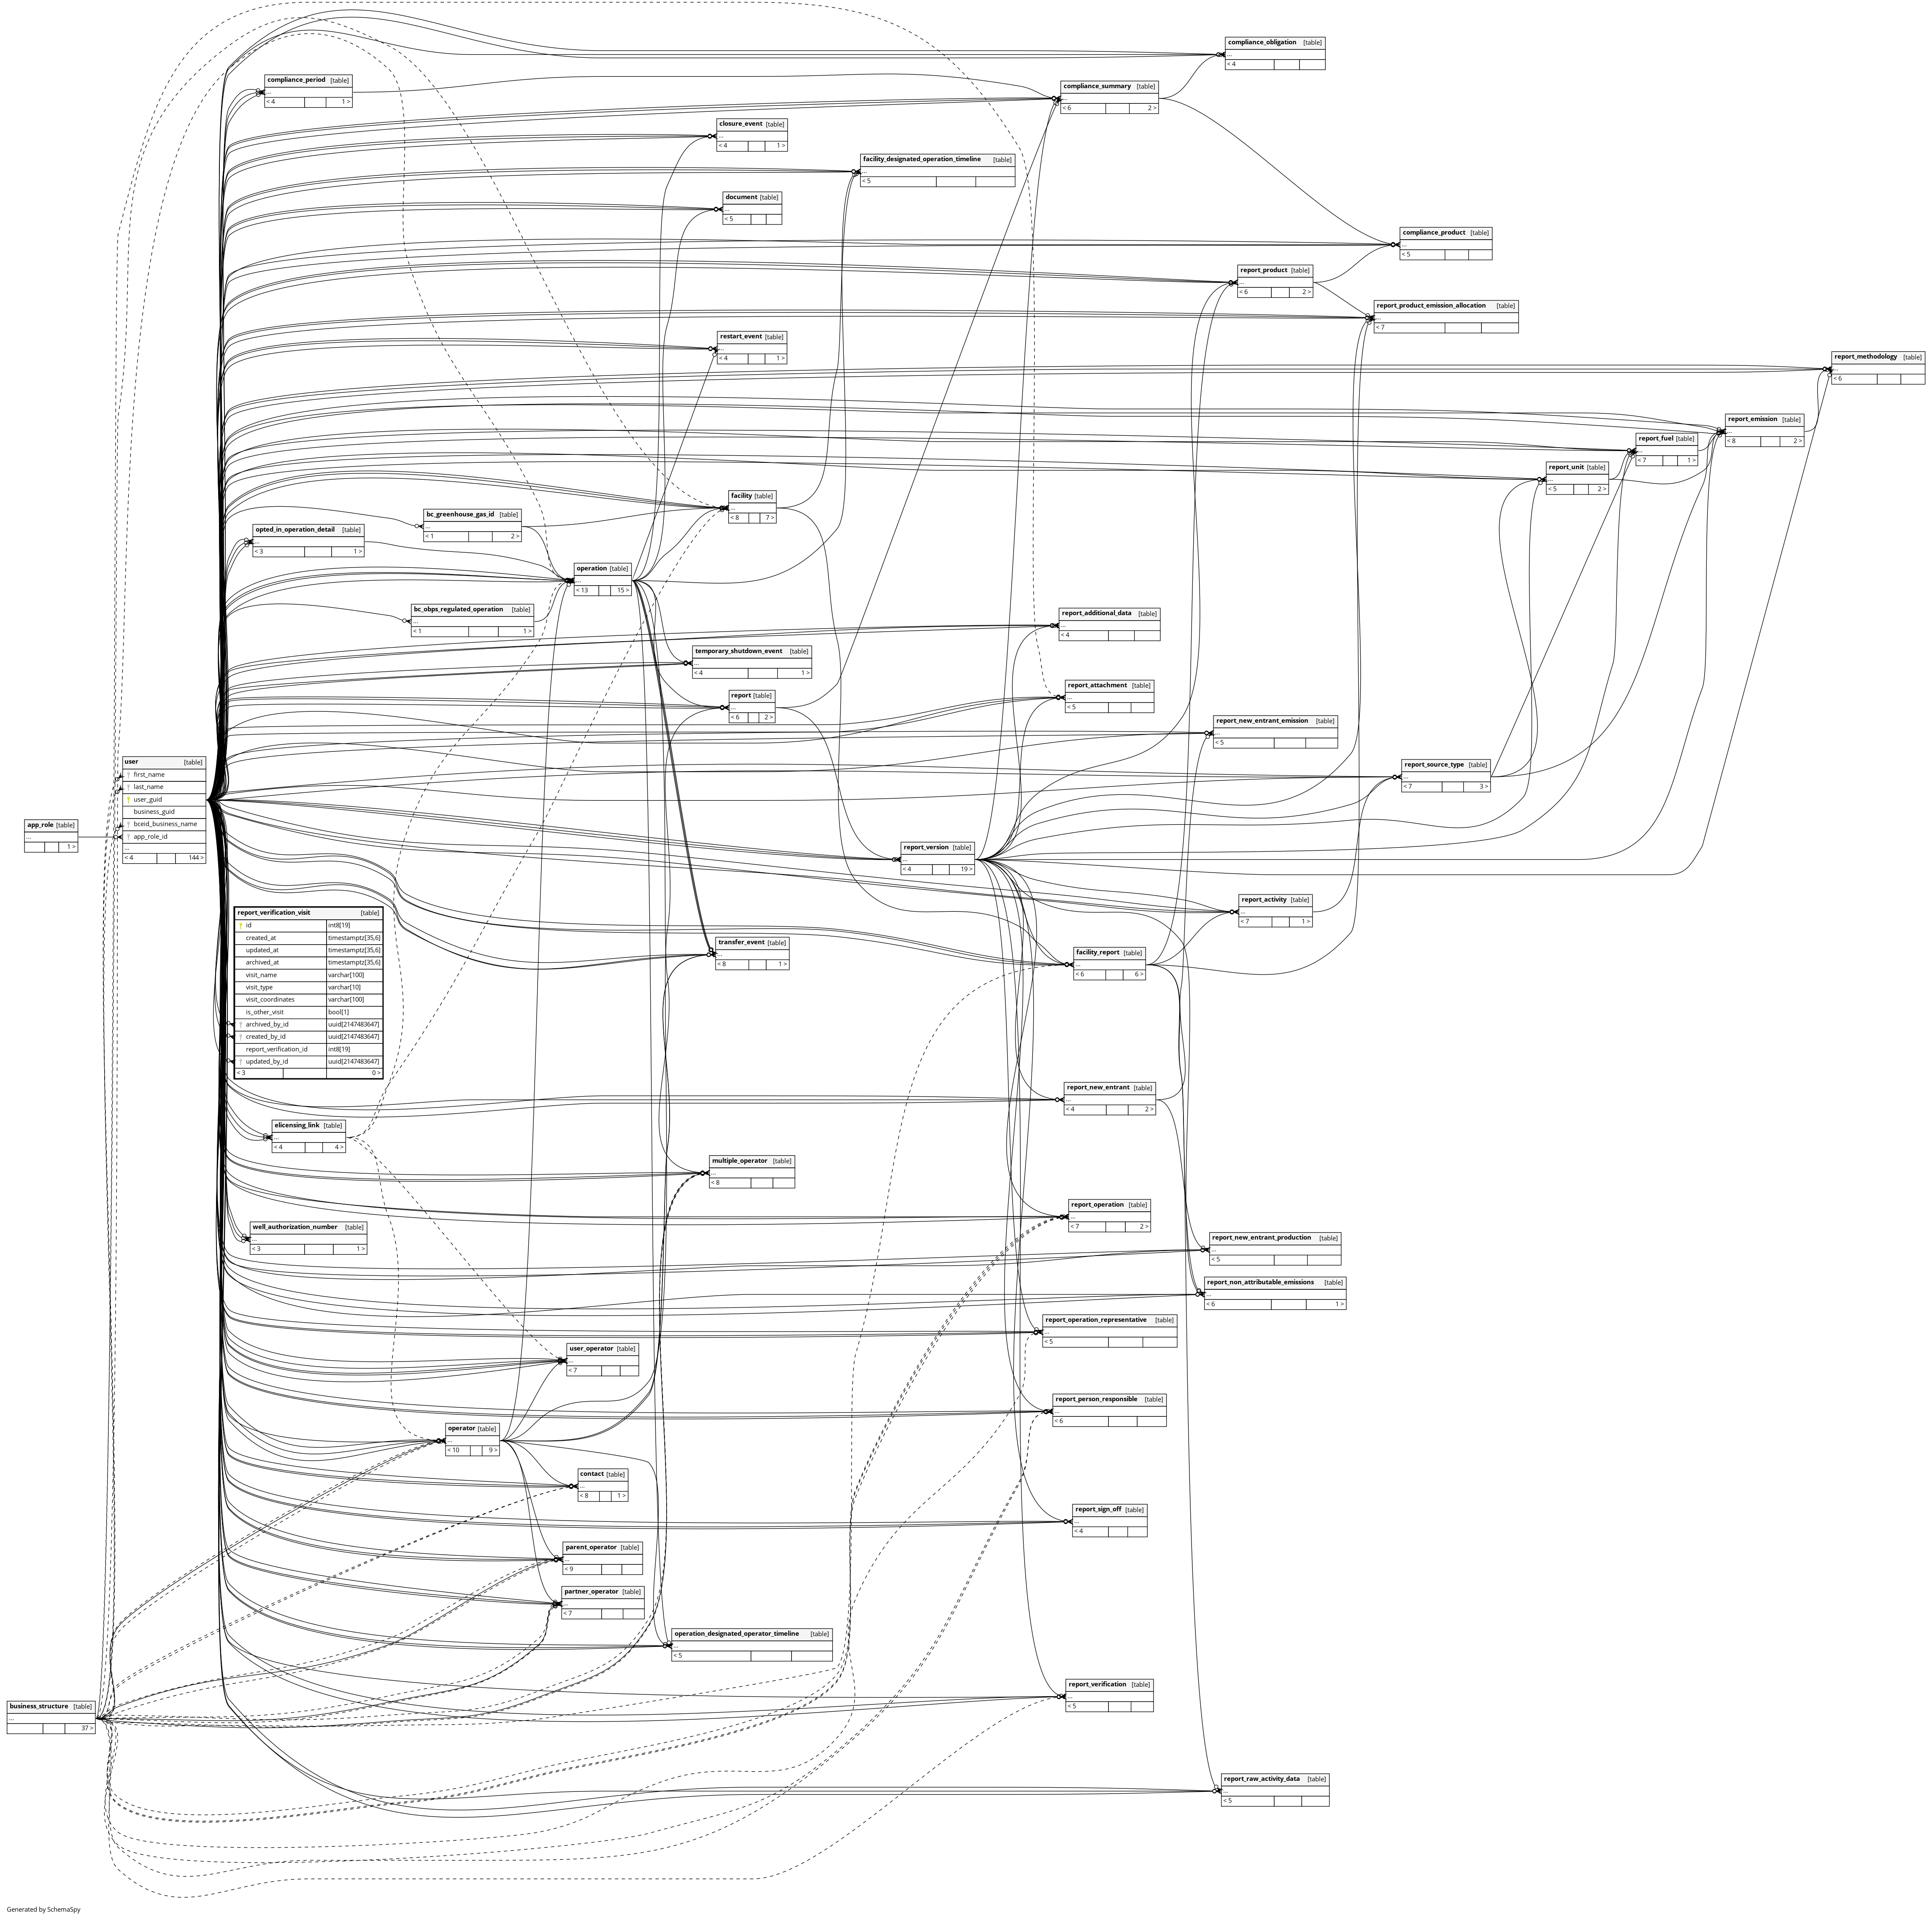 compliance_obligation [table]
...
< 4
compliance_period [table]
...
< 4 1 >
compliance_summary [table]
...
< 6 2 >
closure_event [table]
...
< 4 1 >
facility_designated_operation_timeline [table]
...
< 5
document [table]
...
< 5
compliance_product [table]
...
< 5
report_product [table]
...
< 6 2 >
report_product_emission_allocation [table]
...
< 7
restart_event [table]
...
< 4 1 >
report_methodology [table]
...
< 6
report_emission [table]
...
< 8 2 >
report_fuel [table]
...
< 7 1 >
report_unit [table]
...
< 5 2 >
facility [table]
...
< 8 7 >
bc_greenhouse_gas_id [table]
...
< 1 2 >
opted_in_operation_detail [table]
...
< 3 1 >
operation [table]
...
< 13 15 >
bc_obps_regulated_operation [table]
...
< 1 1 >
report_additional_data [table]
...
< 4
temporary_shutdown_event [table]
...
< 4 1 >
report_attachment [table]
...
< 5
report [table]
...
< 6 2 >
report_new_entrant_emission [table]
...
< 5
user [table]
first_name
last_name
user_guid
business_guid
bceid_business_name
app_role_id
...
< 4 144 >
report_source_type [table]
...
< 7 3 >
app_role [table]
...
1 >
report_version [table]
...
< 4 19 >
report_activity [table]
...
< 7 1 >
report_verification_visit [table]
id int8[19]
created_at timestamptz[35,6]
updated_at timestamptz[35,6]
archived_at timestamptz[35,6]
visit_name varchar[100]
visit_type varchar[10]
visit_coordinates varchar[100]
is_other_visit bool[1]
archived_by_id uuid[2147483647]
created_by_id uuid[2147483647]
report_verification_id int8[19]
updated_by_id uuid[2147483647]
< 3 0 >
transfer_event [table]
...
< 8 1 >
facility_report [table]
...
< 6 6 >
report_new_entrant [table]
...
< 4 2 >
elicensing_link [table]
...
< 4 4 >
multiple_operator [table]
...
< 8
report_operation [table]
...
< 7 2 >
well_authorization_number [table]
...
< 3 1 >
report_new_entrant_production [table]
...
< 5
report_non_attributable_emissions [table]
...
< 6 1 >
report_operation_representative [table]
...
< 5
user_operator [table]
...
< 7
report_person_responsible [table]
...
< 6
operator [table]
...
< 10 9 >
contact [table]
...
< 8 1 >
report_sign_off [table]
...
< 4
parent_operator [table]
...
< 9
partner_operator [table]
...
< 7
operation_designated_operator_timeline [table]
...
< 5
report_verification [table]
...
< 5
business_structure [table]
...
37 >
report_raw_activity_data [table]
...
< 5
Generated by SchemaSpy